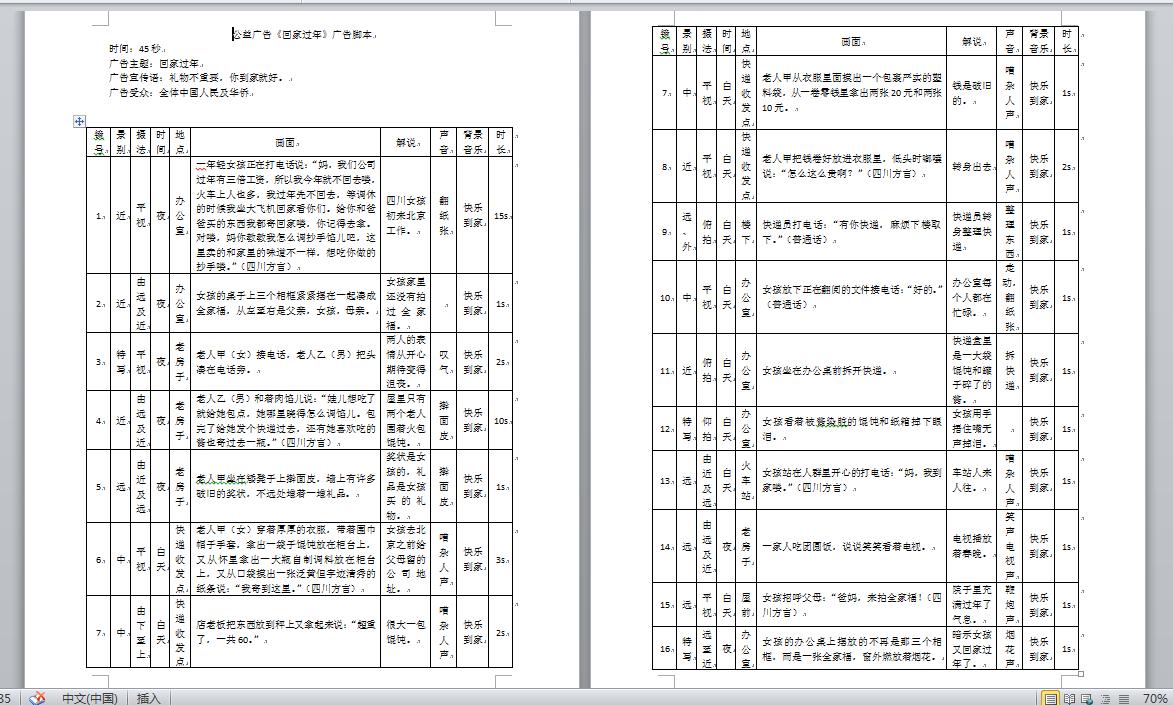 公益广告《回家过年》广告脚本
时间：45秒
广告主题：回家过年
广告宣传语：礼物不重要，你到家就好。
广告受众：全体中国人民及华侨
镜号 景别 摄法 时间 地点 画面 解说 声音 背景音乐 时长
1 近 平视 夜 办公室 一年轻女孩正在打电话说：“妈，我们公司过年有三倍工资，所以我今年就不回去喽，火车上人也多，我过年先不回去，等调休的时候我坐大飞机回家看你们。给你和爸爸买的东西我都寄回家喽，你记得去拿。对喽，妈你教教我怎么调抄手馅儿吧，这里卖的和家里的味道不一样，想吃你做的抄手喽。”（四川方言） 四川女孩初来北京工作。 翻纸张 快乐到家 15s
2 近 由远及近 夜 办公室 女孩的桌子上三个相框紧紧挨在一起凑成全家福，从左至右是父亲，女孩，母亲。 女孩家里还没有拍过全家福。 快乐到家 1s
3 特写 平视 夜 老房子 老人甲（女）接电话，老人乙（男）把头凑在电话旁。 两人的表情从开心期待变得沮丧。 叹气 快乐到家 2s
4 近 由远及近 夜 老房子 老人乙（男）和着肉馅儿说：“娃儿想吃了就给她包点，她哪里晓得怎么调馅儿。包完了给她发个快递过去，还有她喜欢吃的酱也寄过去一瓶。”（四川方言） 屋里只有两个老人围着火包馄饨。 擀面皮 快乐到家 10s
5 远 由近及远 老房子 老人甲坐在矮凳子上擀面皮，墙上有许多破旧的奖状，不远处堆着一堆礼品。 奖状是女孩的，礼品是女孩买的礼物。 擀面皮 快乐到家 1s
6 中 平视 白天 快递收发点 老人甲（女）穿着厚厚的衣服，带着围巾帽子手套，拿出一袋子馄饨放在柜台上，又从怀里拿出一大瓶自制调料放在柜台上，又从口袋摸出一张泛黄但字迹清秀的纸条说：“我寄到这里。”（四川方言） 女孩去北京之前给父母留的公司地址。 嘈杂人声 快乐到家 3s
7 中 由下至上 白天 快递收发点 店老板把东西放到秤上又拿起来说：“超重了，一共60。” 很大一包馄饨。 嘈杂人声 快乐到家 2s
镜号 景别 摄法 时间 地点 画面 解说 声音 背景音乐 时长
7 中 平视 白天 快递收发点 老人甲从衣服里面摸出一个包裹严实的塑料袋，从一卷零钱里拿出两张20元和两张10元。 钱是破旧的。 嘈杂人声 快乐到家 1s
8 近 平视 白天 快递收发点 老人甲把钱卷好放进衣服里，低头时嘟囔说：“怎么这么贵啊？”（四川方言） 转身出去 嘈杂人声 快乐到家 2s
9 远、外 俯拍 白天 楼下 快递员打电话：“有你快递，麻烦下楼取下。”（普通话） 快递员转身整理快递。 整理东西 快乐到家 1s
10 中 平视 白天 办公室 女孩放下正在翻阅的文件接电话：“好的。”（普通话） 办公室每个人都在忙碌。 走动，翻纸张 快乐到家 1s
11 近 俯拍 白天 办公室 女孩坐在办公桌前拆开快递。 快递盒里是一大袋馄饨和罐子碎了的酱。 拆快递 快乐到家 1s
12 特写 仰拍 白天 办公室 女孩看着被酱染脏的馄饨和纸箱掉下眼泪。 女孩用手捂住嘴无声掉泪。 快乐到家 1s
13 远 由近及远 白天 火车站 女孩站在人群里开心的打电话：“妈，我到家喽。”（四川方言） 车站人来人往。 嘈杂人声 快乐到家 1s
14 远 由远及近 夜 老房子 一家人吃团圆饭，说说笑笑看着电视。 电视播放着春晚。 笑声电视声 快乐到家 1s
15 远 平视 白天 屋前 女孩招呼父母：“爸妈，来拍全家福！（四川方言） 院子里充满过年了气息。 鞭炮声 快乐到家 1s
16 特写 远至近 夜 办公室 女孩的办公桌上摆放的不再是那三个相框，而是一张全家福，窗外燃放着烟花。 暗示女孩又回家过年了。 烟花声 快乐到家 1s
35 中文(中国) 插入 70%